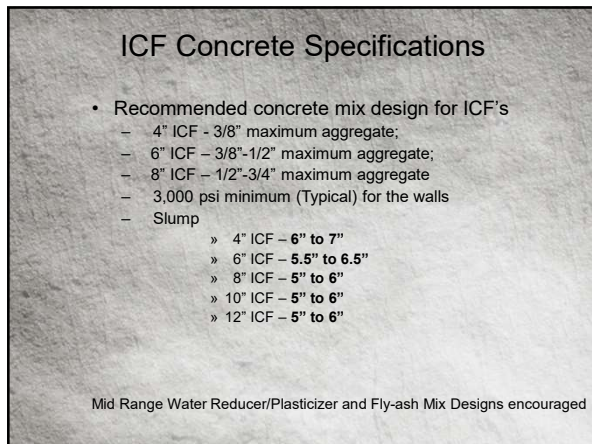 ICF Concrete Specifications
• Recommended concrete mix design for ICF's
– 4” ICF - 3/8” maximum aggregate;
– 6” ICF – 3/8”-1/2” maximum aggregate;
– 8” ICF – 1/2”-3/4” maximum aggregate
– 3,000 psi minimum (Typical) for the walls
– Slump
» 4” ICF – 6” to 7”
» 6” ICF – 5.5” to 6.5”
» 8” ICF – 5” to 6”
» 10” ICF – 5” to 6”
» 12” ICF – 5” to 6”
Mid Range Water Reducer/Plasticizer and Fly-ash Mix Designs encouraged